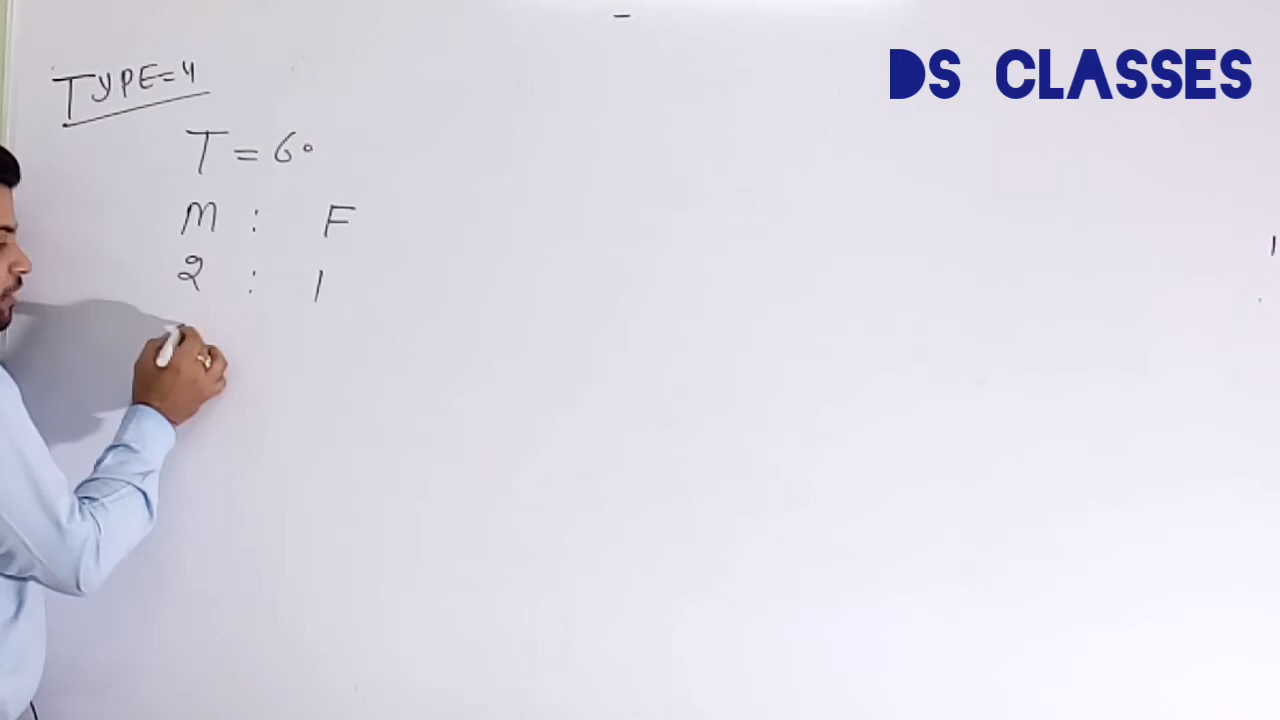 DS CLASSES
TYPE=4
T = 60
M : F
2 : 1